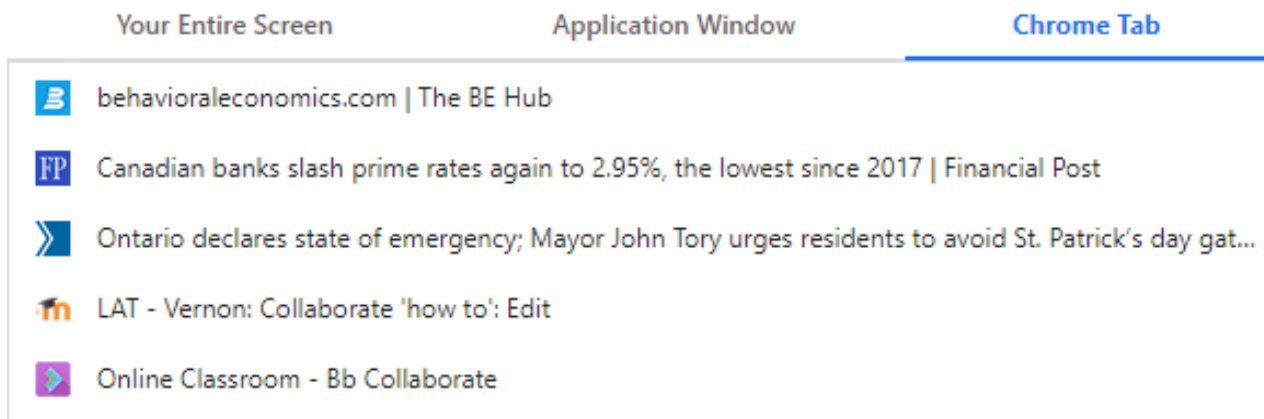 Your Entire Screen Application Window Chrome Tab
behavioraleconomics.com | The BE Hub
FP Canadian banks slash prime rates again to 2.95%, the lowest since 2017 | Financial Post
Ontario declares state of emergency; Mayor John Tory urges residents to avoid St. Patrick’s day gat...
LAT - Vernon: Collaborate 'how to': Edit
Online Classroom - Bb Collaborate